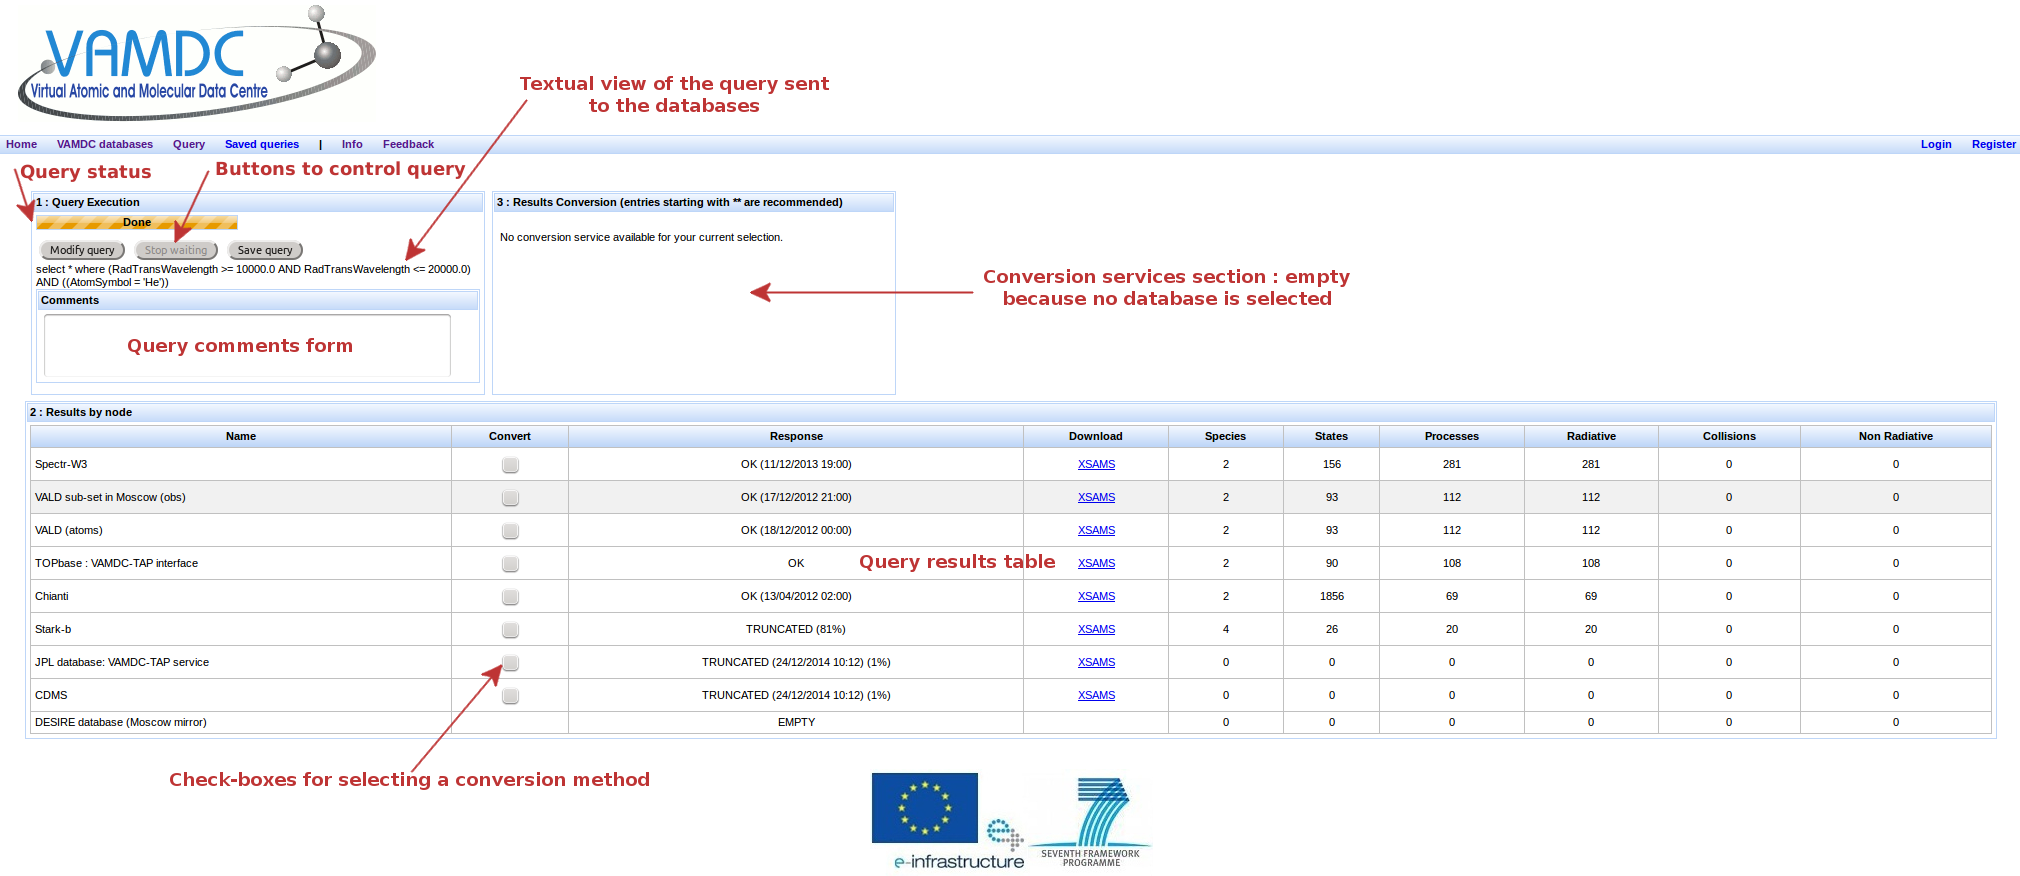 VAMDC
Virtual Atomic and Molecular Data Centre
Textual view of the query sent
to the databases
Home VAMDC databases Query Saved queries | Info Feedback Login Register
Query status
Buttons to control query
1 : Query Execution
Done
Modify query Stop waiting Save query
select * where (RadTransWavelength >= 10000.0 AND RadTransWavelength <= 20000.0)
AND ((AtomSymbol = 'He'))
Comments
Query comments form
3 : Results Conversion (entries starting with ** are recommended)
No conversion service available for your current selection.
Conversion services section : empty
because no database is selected
2 : Results by node
Name Convert Response Download Species States Processes Radiative Collisions Non Radiative
Spectr-W3 OK (11/12/2013 19:00) XSAMS 2 156 281 281 0 0
VALD sub-set in Moscow (obs) OK (17/12/2012 21:00) XSAMS 2 93 112 112 0 0
VALD (atoms) OK (18/12/2012 00:00) XSAMS 2 93 112 112 0 0
TOPbase : VAMDC-TAP interface OK XSAMS 2 90 108 108 0 0
Query results table
Chianti OK (13/04/2012 02:00) XSAMS 2 1856 69 69 0 0
Stark-b TRUNCATED (81%) XSAMS 4 26 20 20 0 0
JPL database: VAMDC-TAP service TRUNCATED (24/12/2014 10:12) (1%) XSAMS 0 0 0 0 0 0
CDMS TRUNCATED (24/12/2014 10:12) (1%) XSAMS 0 0 0 0 0 0
DESIRE database (Moscow mirror) EMPTY 0 0 0 0 0 0
Check-boxes for selecting a conversion method
e-infrastructure
SEVENTH FRAMEWORK
PROGRAMME